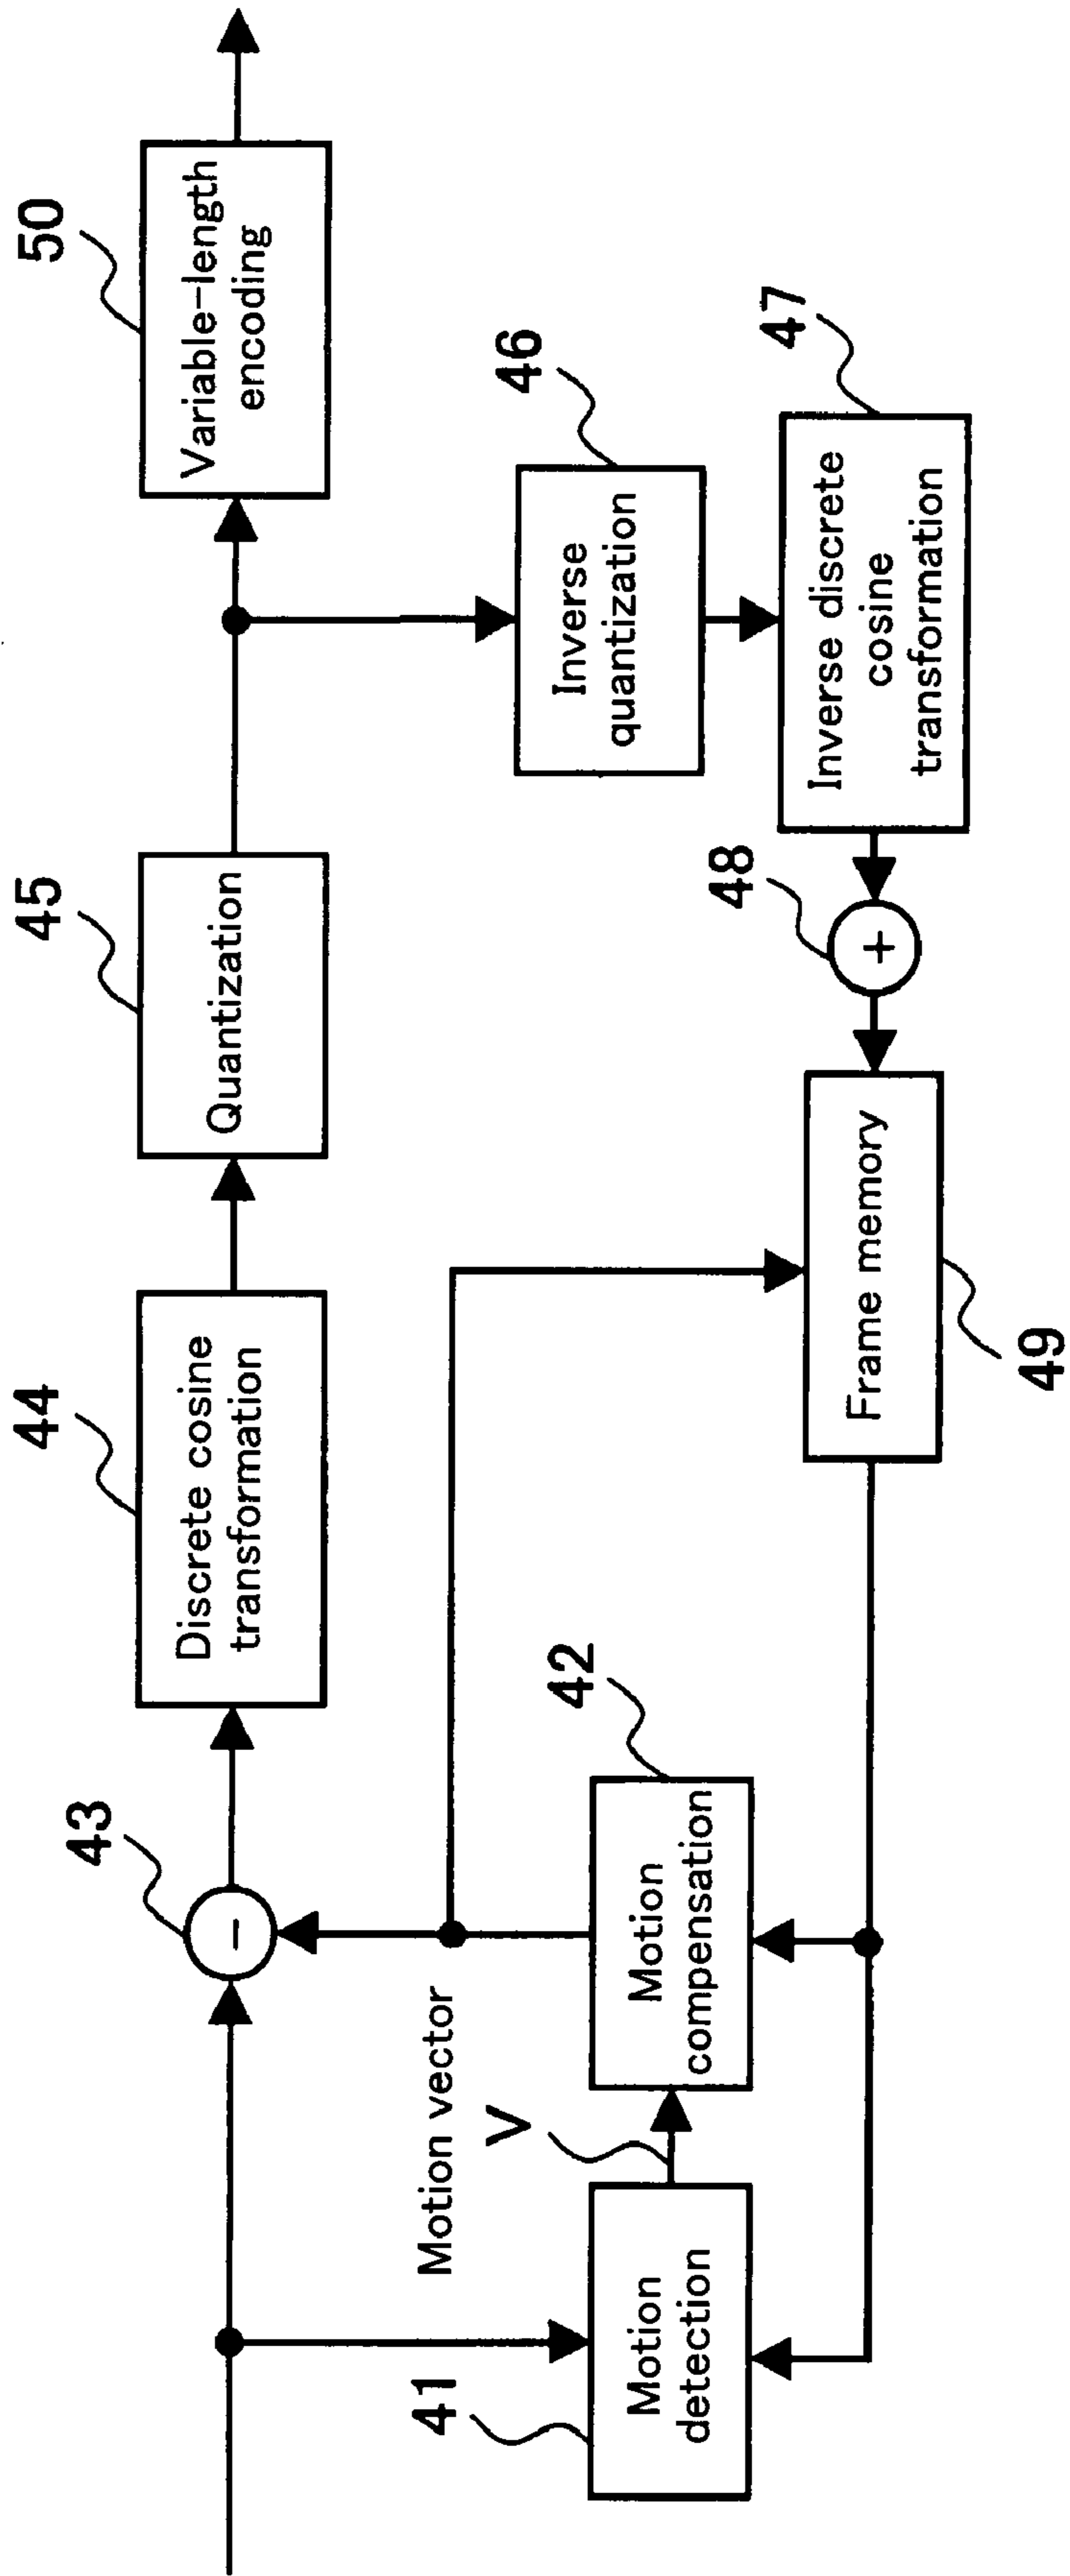 43
44
Discrete cosine
transformation
45
Quantization
50
Variable-length
encoding
Motion vector
V
41
Motion
detection
42
Motion
compensation
46
Inverse
quantization
49
Frame memory
48
+
47
Inverse discrete
cosine
transformation
−